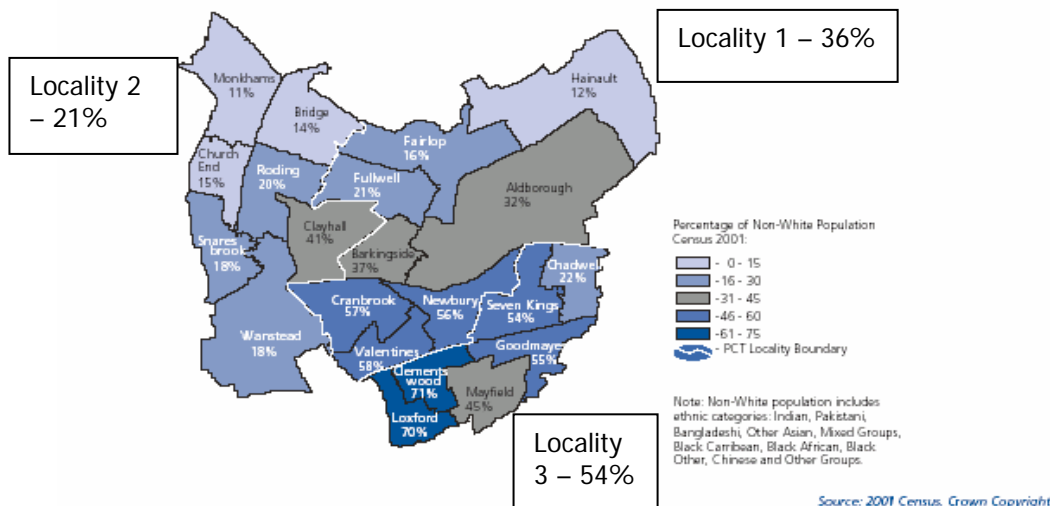 Locality 1 – 36%
Locality 2
– 21%
Monkhams
11%
Bridge
14%
Hainault
12%
Church
End
15%
Roding
20%
Fairlop
16%
Fullwell
21%
Aldborough
32%
Clayhall
41%
Barkingside
37%
Snares
brook
18%
Wanstead
18%
Cranbrook
57%
Newbury
56%
Seven Kings
54%
Chadwell
22%
Valentines
58%
Goodmayes
55%
Clements
wood
71%
Mayfield
45%
Loxford
70%
Percentage of Non-White Population
Census 2001:
- 0 - 15
-16 - 30
-31 - 45
-46 - 60
-61 - 75
- PCT Locality Boundary
Note: Non-White population includes
ethnic categories: Indian, Pakistani,
Bangladeshi, Other Asian, Mixed Groups,
Black Carribean, Black African, Black
Other, Chinese and Other Groups.
Locality
3 – 54%
Source: 2001 Census, Crown Copyright